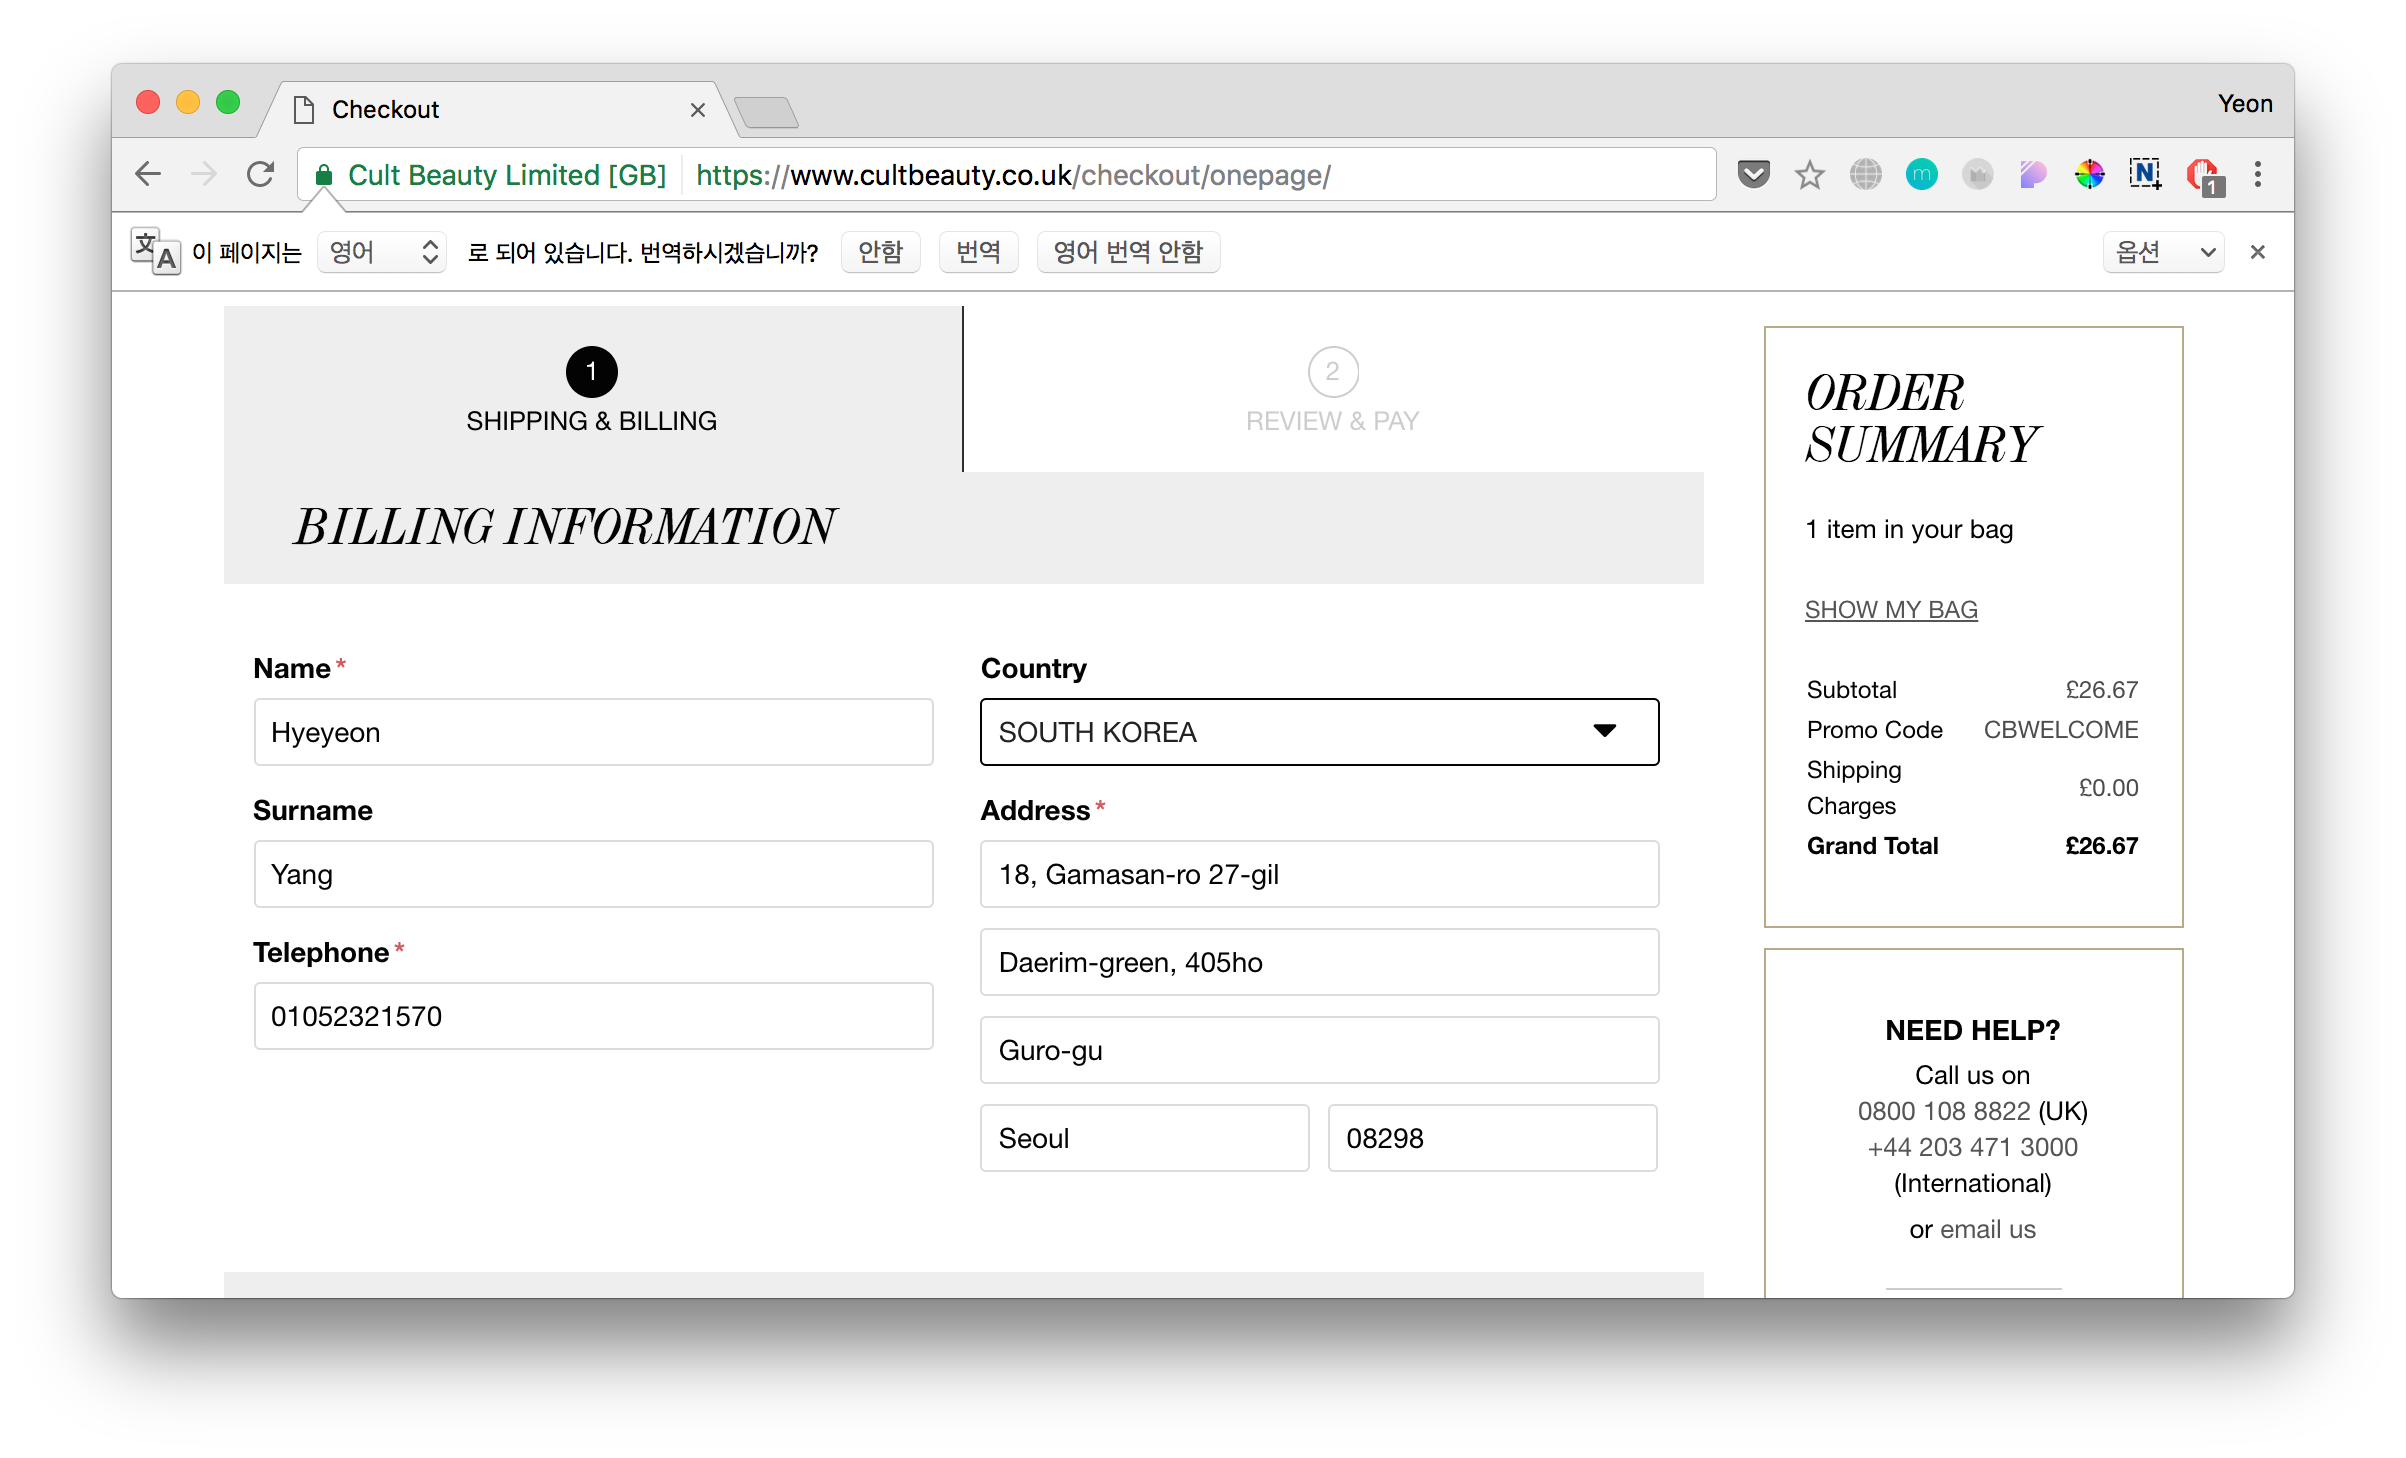 Checkout
Yeon
Cult Beauty Limited [GB] https://www.cultbeauty.co.uk/checkout/onepage/
1
이 페이지는 영어 로 되어 있습니다. 번역하시겠습니까? 안함 번역 영어 번역 안함 옵션
1
SHIPPING & BILLING
2
REVIEW & PAY
BILLING INFORMATION
Name*
Hyeyeon
Surname
Yang
Telephone*
01052321570
Country
SOUTH KOREA
Address*
18, Gamasan-ro 27-gil
Daerim-green, 405ho
Guro-gu
Seoul 08298
ORDER
SUMMARY
1 item in your bag
SHOW MY BAG
Subtotal £26.67
Promo Code CBWELCOME
Shipping
Charges £0.00
Grand Total £26.67
NEED HELP?
Call us on
0800 108 8822 (UK)
+44 203 471 3000
(International)
or email us